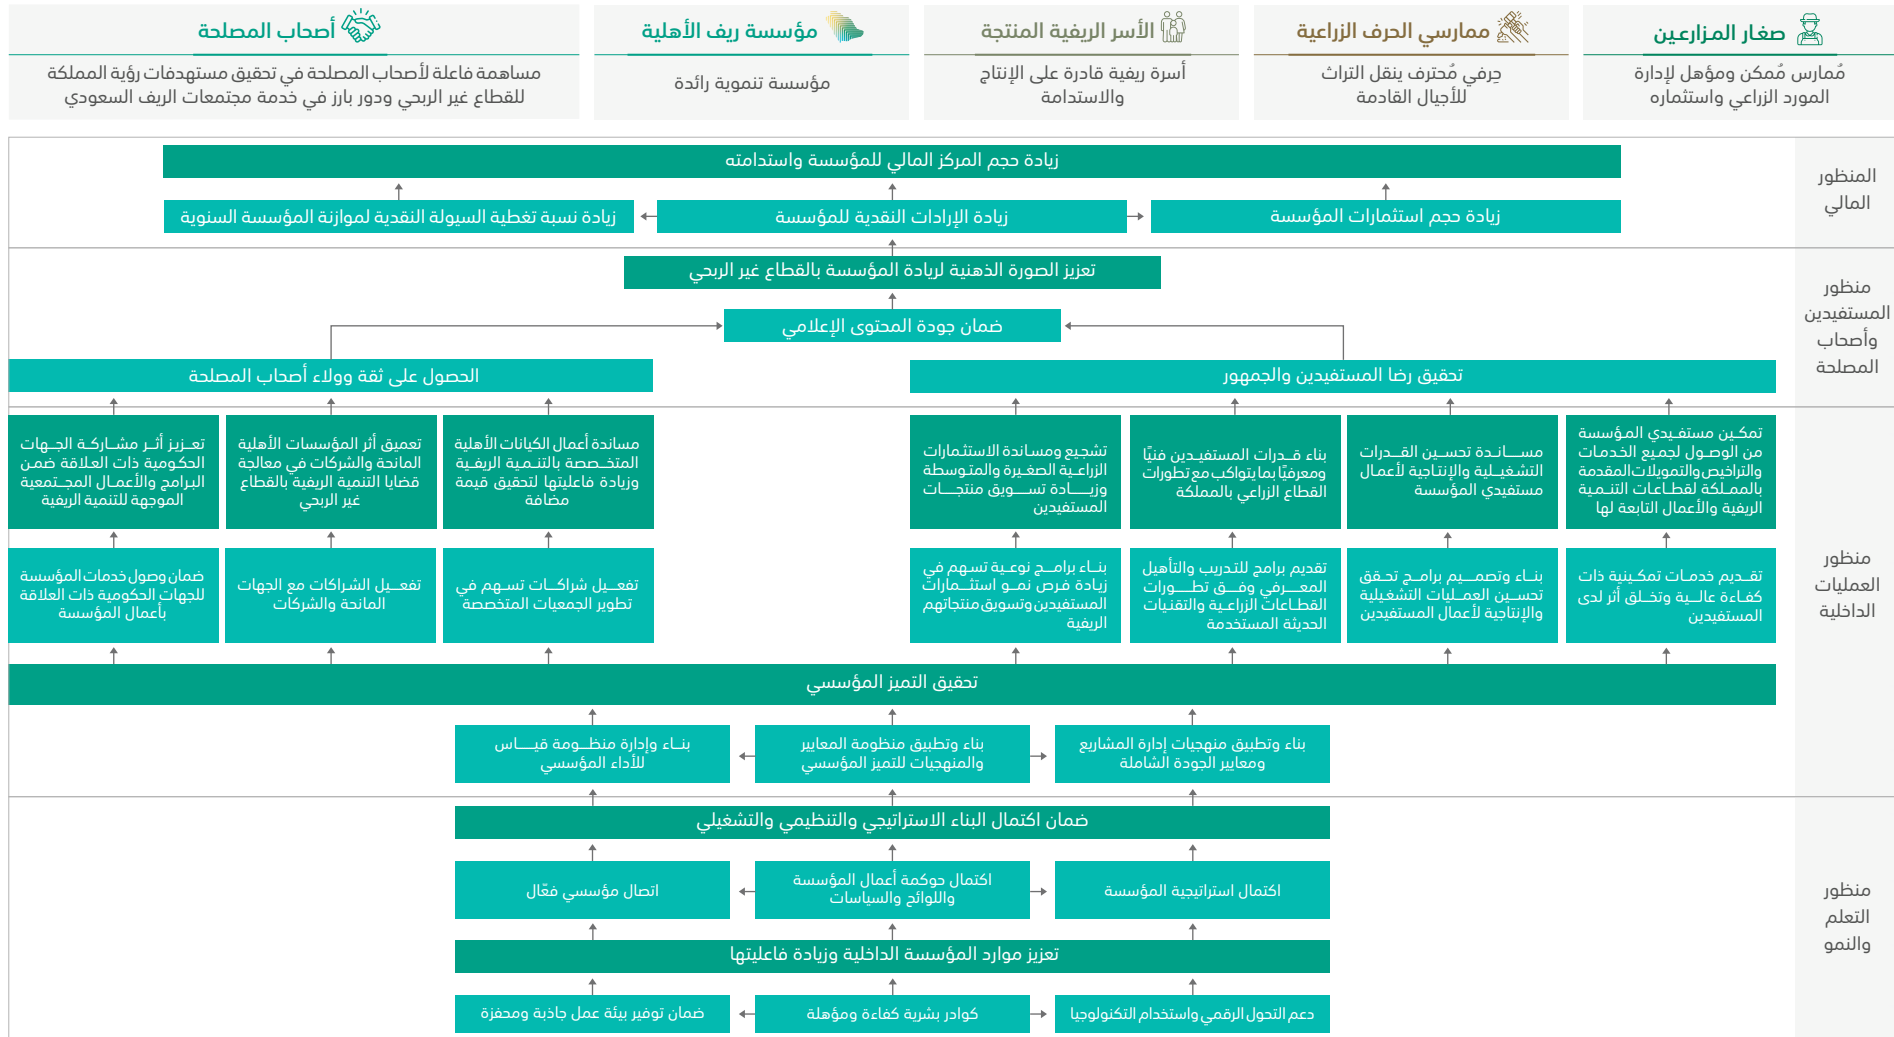 صغار المزارعين
مُمارس مُمكن ومؤهل لإدارة
المورد الزراعي واستثماره
ممارسي الحرف الزراعية
حِرفي مُحترف ينقل التراث
للأجيال القادمة
الأسر الريفية المنتجة
أسرة ريفية قادرة على الإنتاج
والاستدامة
مؤسسة ريف الأهلية
مؤسسة تنموية رائدة
أصحاب المصلحة
مساهمة فاعلة لأصحاب المصلحة في تحقيق مستهدفات رؤية المملكة
للقطاع غير الربحي ودور بارز في خدمة مجتمعات الريف السعودي
المنظور
المالي
زيادة حجم المركز المالي للمؤسسة واستدامته
زيادة حجم استثمارات المؤسسة
زيادة الإرادات النقدية للمؤسسة
زيادة نسبة تغطية السيولة النقدية لموازنة المؤسسة السنوية
منظور
المستفيدين
وأصحاب
المصلحة
تعزيز الصورة الذهنية لريادة المؤسسة بالقطاع غير الربحي
ضمان جودة المحتوى الإعلامي
تحقيق رضا المستفيدين والجمهور
الحصول على ثقة وولاء أصحاب المصلحة
منظور
العمليات
الداخلية
تمكين مستفيدي المؤسسة
من الوصول لجميع الخدمات
والتراخيص والتمويلات المقدمة
بالمملكة لقطاعات التنمية
الريفية والأعمال التابعة لها
مساندة تحسين القدرات
التشغيلية والإنتاجية لأعمال
مستفيدي المؤسسة
بناء قدرات المستفيدين فنيًا
ومعرفيًا بما يتواكب مع تطورات
القطاع الزراعي بالمملكة
تشجيع ومساندة الاستثمارات
الزراعية الصغيرة والمتوسطة
وزيادة تسويق منتجات
المستفيدين
مساندة أعمال الكيانات الأهلية
المتخصصة بالتنمية الريفية
وزيادة فاعليتها لتحقيق قيمة
مضافة
تعميق أثر المؤسسات الأهلية
المانحة والشركات في معالجة
قضايا التنمية الريفية بالقطاع
غير الربحي
تعزيز أثر مشاركة الجهات
الحكومية ذات العلاقة ضمن
البرامج والأعمال المجتمعية
الموجهة للتنمية الريفية
تقديم خدمات تمكينية ذات
كفاءة عالية وتخلق أثر لدى
المستفيدين
بناء وتصميم برامج تحقق
تحسين العمليات التشغيلية
والإنتاجية لأعمال المستفيدين
تقديم برامج للتدريب والتأهيل
المعرفي وفق تطورات
القطاعات الزراعية والتقنيات
الحديثة المستخدمة
بناء برامج نوعية تسهم في
زيادة فرص نمو استثمارات
المستفيدين وتسويق منتجاتهم
الريفية
تفعيل شراكات تسهم في
تطوير الجمعيات المتخصصة
تفعيل الشراكات مع الجهات
المانحة والشركات
ضمان وصول خدمات المؤسسة
للجهات الحكومية ذات العلاقة
بأعمال المؤسسة
تحقيق التميز المؤسسي
بناء وتطبيق منهجيات إدارة المشاريع
ومعايير الجودة الشاملة
بناء وتطبيق منظومة المعايير
والمنهجيات للتميز المؤسسي
بناء وإدارة منظومة قياس
للأداء المؤسسي
منظور
التعلم
والنمو
ضمان اكتمال البناء الاستراتيجي والتنظيمي والتشغيلي
اكتمال استراتيجية المؤسسة
اكتمال حوكمة أعمال المؤسسة
واللوائح والسياسات
اتصال مؤسسي فعّال
تعزيز موارد المؤسسة الداخلية وزيادة فاعليتها
دعم التحول الرقمي واستخدام التكنولوجيا
كوادر بشرية كفاءة ومؤهلة
ضمان توفير بيئة عمل جاذبة ومحفزة